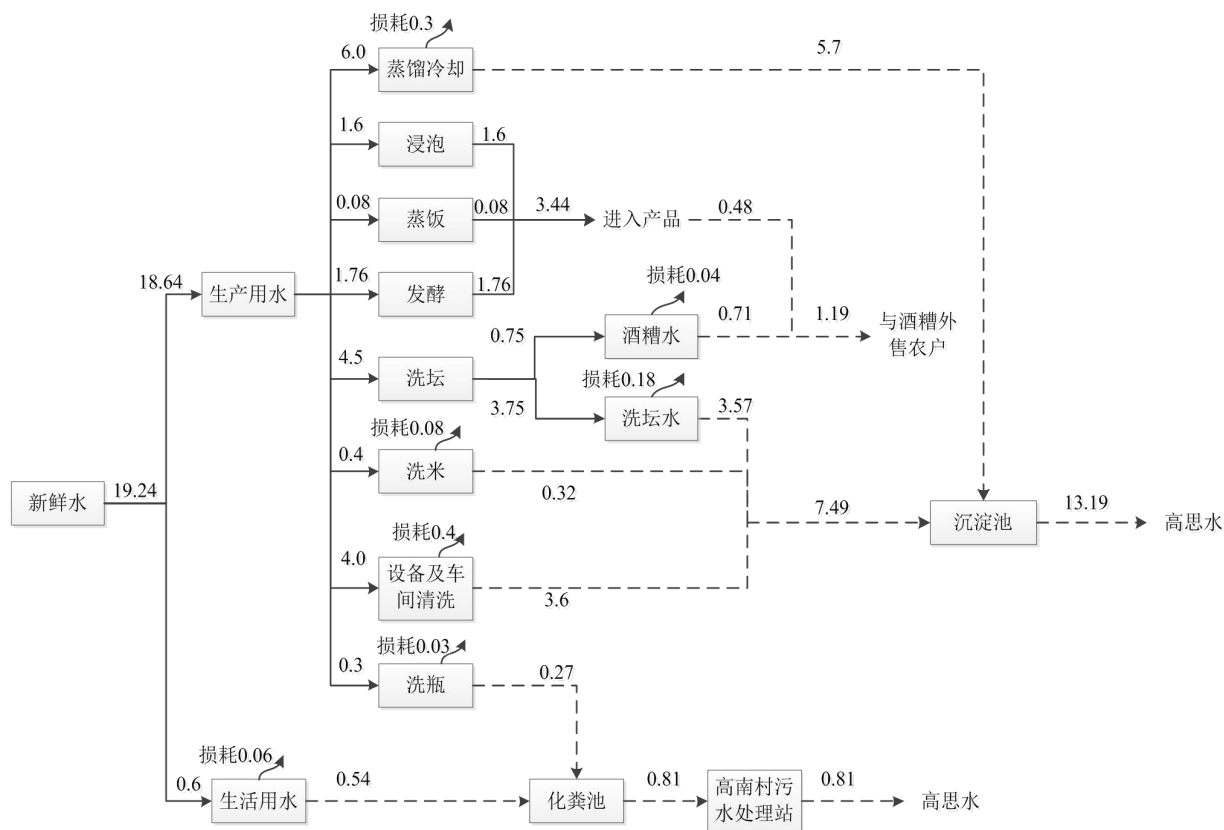 损耗0.3
6.0
蒸馏冷却
5.7
1.6
浸泡
1.6
0.08
蒸饭
0.08
3.44
进入产品
0.48
18.64
生产用水
1.76
发酵
1.76
损耗0.04
0.75
酒糟水
0.71
1.19
与酒糟外
售农户
4.5
洗坛
3.75
损耗0.18
洗坛水
3.57
损耗0.08
0.4
洗米
0.32
新鲜水
19.24
7.49
沉淀池
13.19
高思水
损耗0.4
4.0
设备及车
间清洗
3.6
损耗0.03
0.3
洗瓶
0.27
损耗0.06
0.6
生活用水
0.54
化粪池
0.81
高南村污
水处理站
0.81
高思水